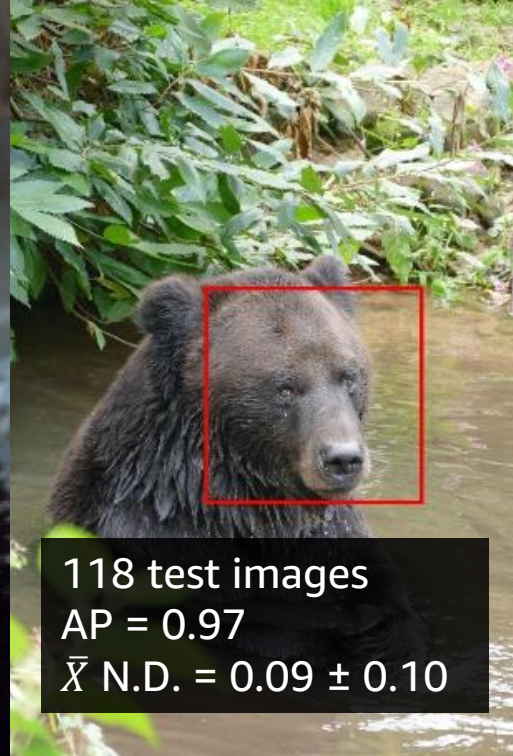 118 test images
AP = 0.97
X̄ N.D. = 0.09 ± 0.10